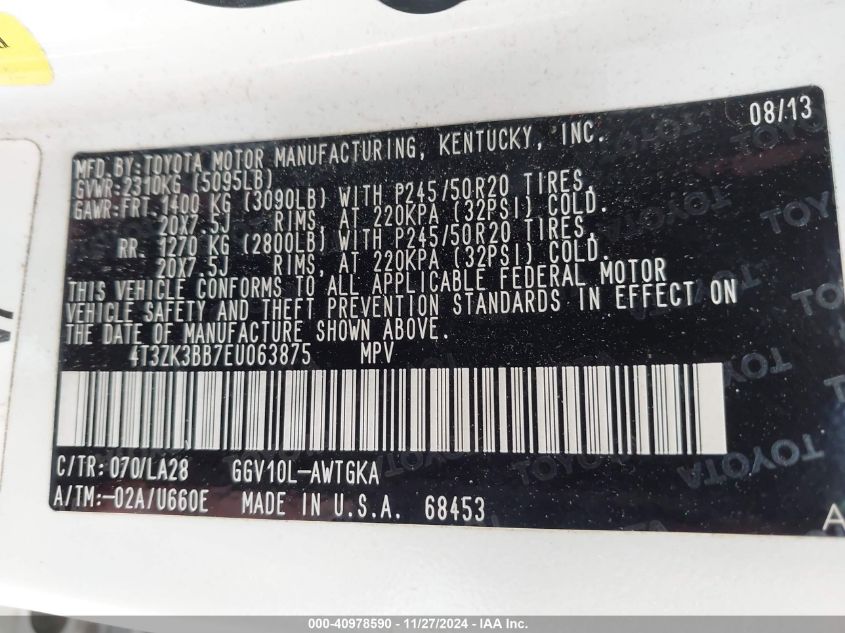 08/13
MFD.BY:TOYOTA MOTOR MANUFACTURING, KENTUCKY, INC.
GVWR:2310KG (5095LB)
GAWR:FRT.1400 KG (3090LB) WITH P245/50R20 TIRES,
20X7.5J RIMS, AT 220KPA (32PSI) COLD.
RR. 1270 KG (2800LB) WITH P245/50R20 TIRES,
20X7.5J RIMS, AT 220KPA (32PSI) COLD.
THIS VEHICLE CONFORMS TO ALL APPLICABLE FEDERAL MOTOR
VEHICLE SAFETY AND THEFT PREVENTION STANDARDS IN EFFECT ON
THE DATE OF MANUFACTURE SHOWN ABOVE.
4T3ZK3BB7EU063875 MPV
C/TR: 070/LA28 GGV10L-AWTGKA
A/TM:-02A/U660E MADE IN U.S.A. 68453
000-40978590 - 11/27/2024 - IAA Inc.